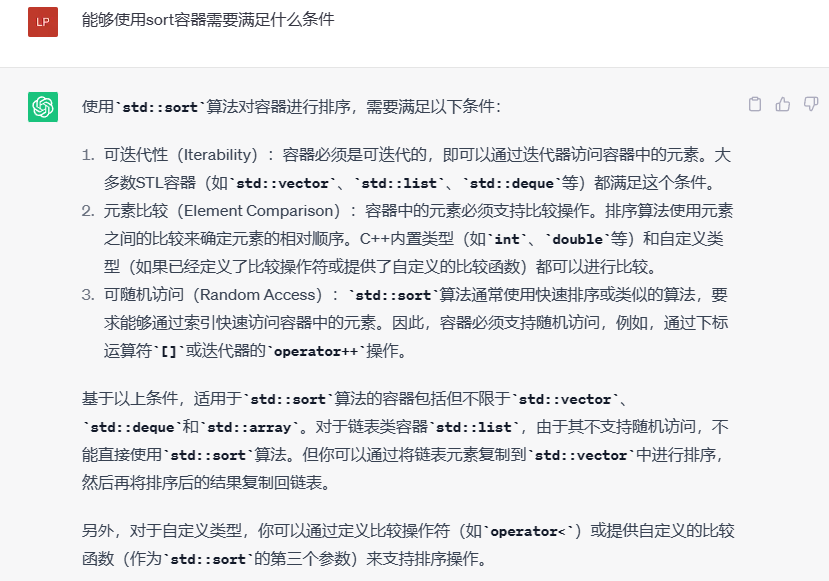 LP
能够使用sort容器需要满足什么条件
使用`std::sort`算法对容器进行排序，需要满足以下条件：
1. 可迭代性（Iterability）：容器必须是可迭代的，即可以通过迭代器访问容器中的元素。大
多数STL容器（如`std::vector`、`std::list`、`std::deque`等）都满足这个条件。
2. 元素比较（Element Comparison）：容器中的元素必须支持比较操作。排序算法使用元素
之间的比较来确定元素的相对顺序。C++内置类型（如`int`、`double`等）和自定义类
型（如果已经定义了比较操作符或提供了自定义的比较函数）都可以进行比较。
3. 可随机访问（Random Access）：`std::sort`算法通常使用快速排序或类似的算法，要
求能够通过索引快速访问容器中的元素。因此，容器必须支持随机访问，例如，通过下标
运算符`[]`或迭代器的`operator++`操作。
基于以上条件，适用于`std::sort`算法的容器包括但不限于`std::vector`、
`std::deque`和`std::array`。对于链表类容器`std::list`，由于其不支持随机访问，不
能直接使用`std::sort`算法。但你可以通过将链表元素复制到`std::vector`中进行排序，
然后再将排序后的结果复制回链表。
另外，对于自定义类型，你可以通过定义比较操作符（如`operator<`）或提供自定义的比较
函数（作为`std::sort`的第三个参数）来支持排序操作。